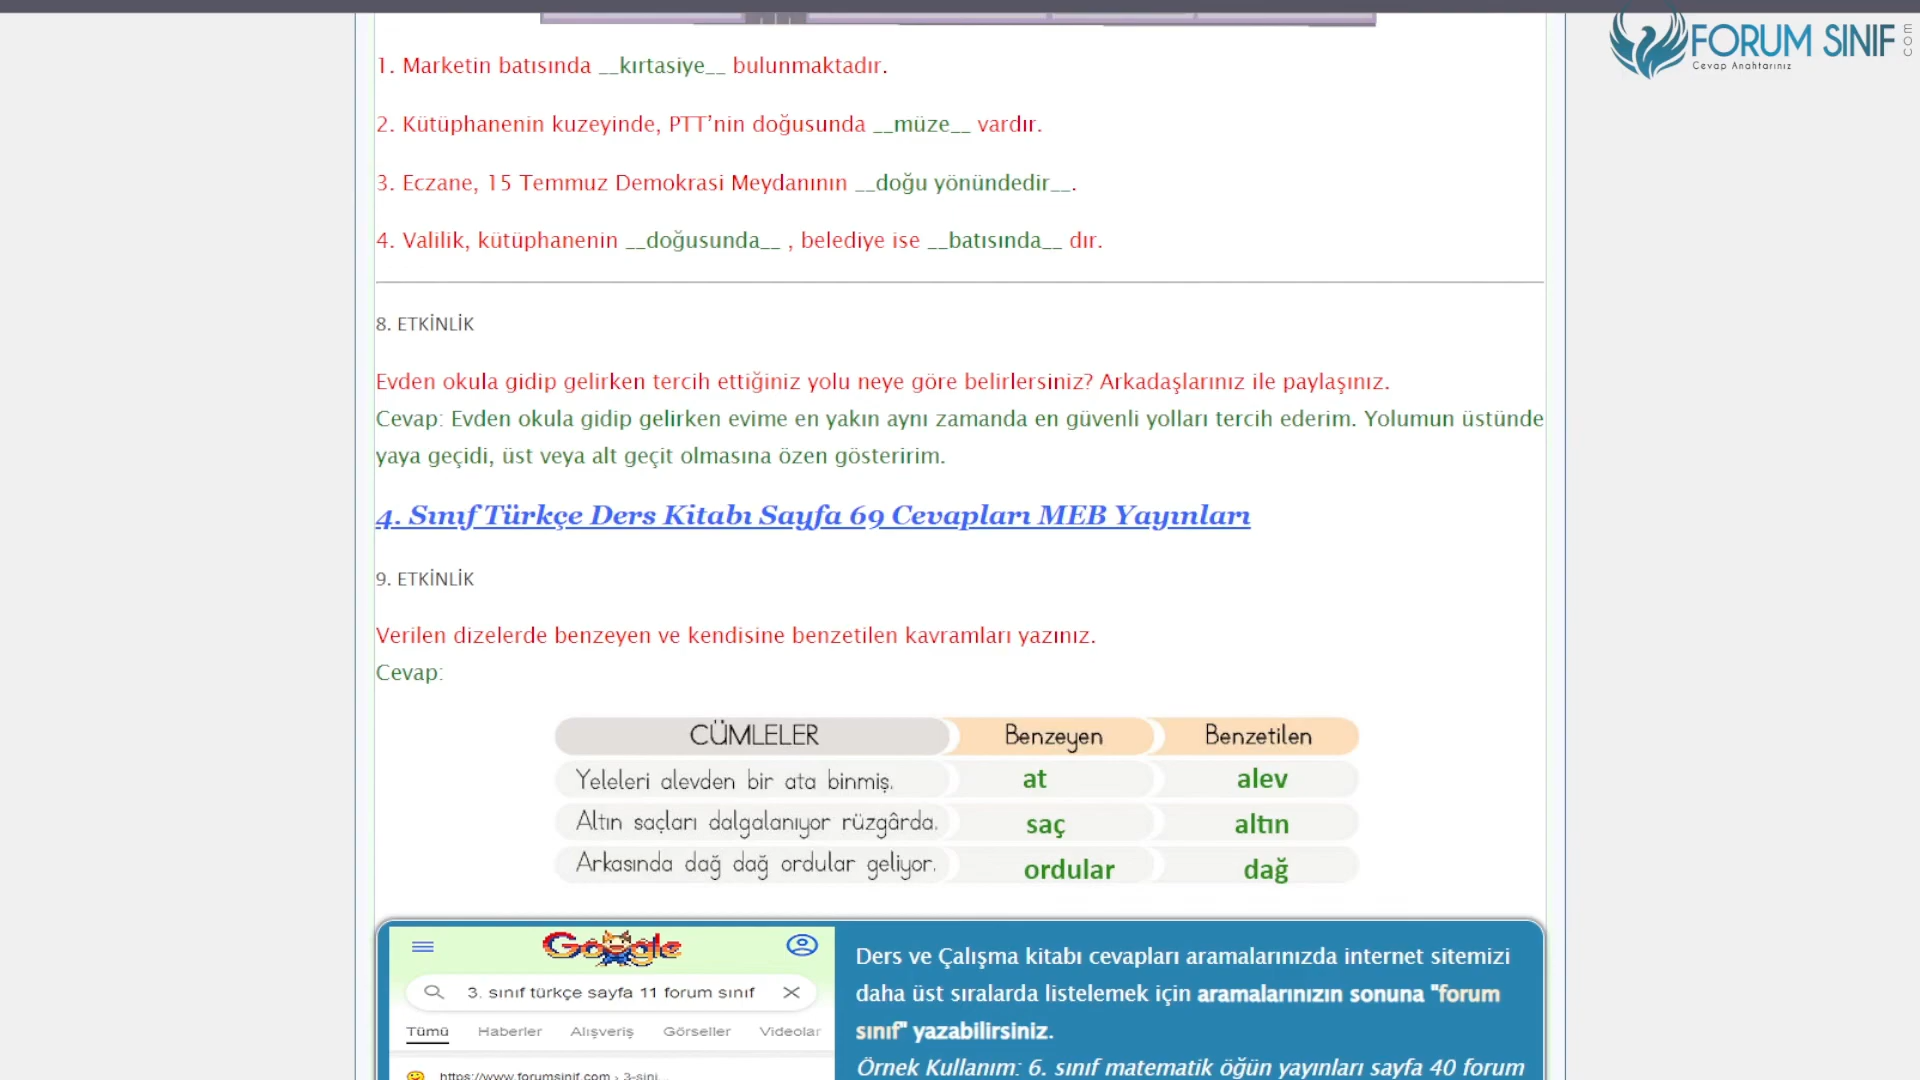 FORUM SINIF
com
Cevap Anahtarınız
1. Marketin batısında __kırtasiye__ bulunmaktadır.
2. Kütüphanenin kuzeyinde, PTT’nin doğusunda __müze__ vardır.
3. Eczane, 15 Temmuz Demokrasi Meydanının __doğu yönündedir__.
4. Valilik, kütüphanenin __doğusunda__ , belediye ise __batısında__ dır.
8. ETKİNLİK
Evden okula gidip gelirken tercih ettiğiniz yolu neye göre belirlersiniz? Arkadaşlarınız ile paylaşınız.
Cevap: Evden okula gidip gelirken evime en yakın aynı zamanda en güvenli yolları tercih ederim. Yolumun üstünde
yaya geçidi, üst veya alt geçit olmasına özen gösteririm.
4. Sınıf Türkçe Ders Kitabı Sayfa 69 Cevapları MEB Yayınları
9. ETKİNLİK
Verilen dizelerde benzeyen ve kendisine benzetilen kavramları yazınız.
Cevap:
CÜMLELER Benzeyen Benzetilen
Yeleleri alevden bir ata binmiş. at alev
Altın saçları dalgalanıyor rüzgârda. saç altın
Arkasında dağ dağ ordular geliyor. ordular dağ
Google
3. sınıf türkçe sayfa 11 forum sınıf
Tümü Haberler Alışveriş Görseller Videolar
https://www.forumsinif.com › 3-sini...
Ders ve Çalışma kitabı cevapları aramalarınızda internet sitemizi
daha üst sıralarda listelemek için aramalarınızın sonuna "forum
sınıf" yazabilirsiniz.
Örnek Kullanım: 6. sınıf matematik öğün yayınları sayfa 40 forum